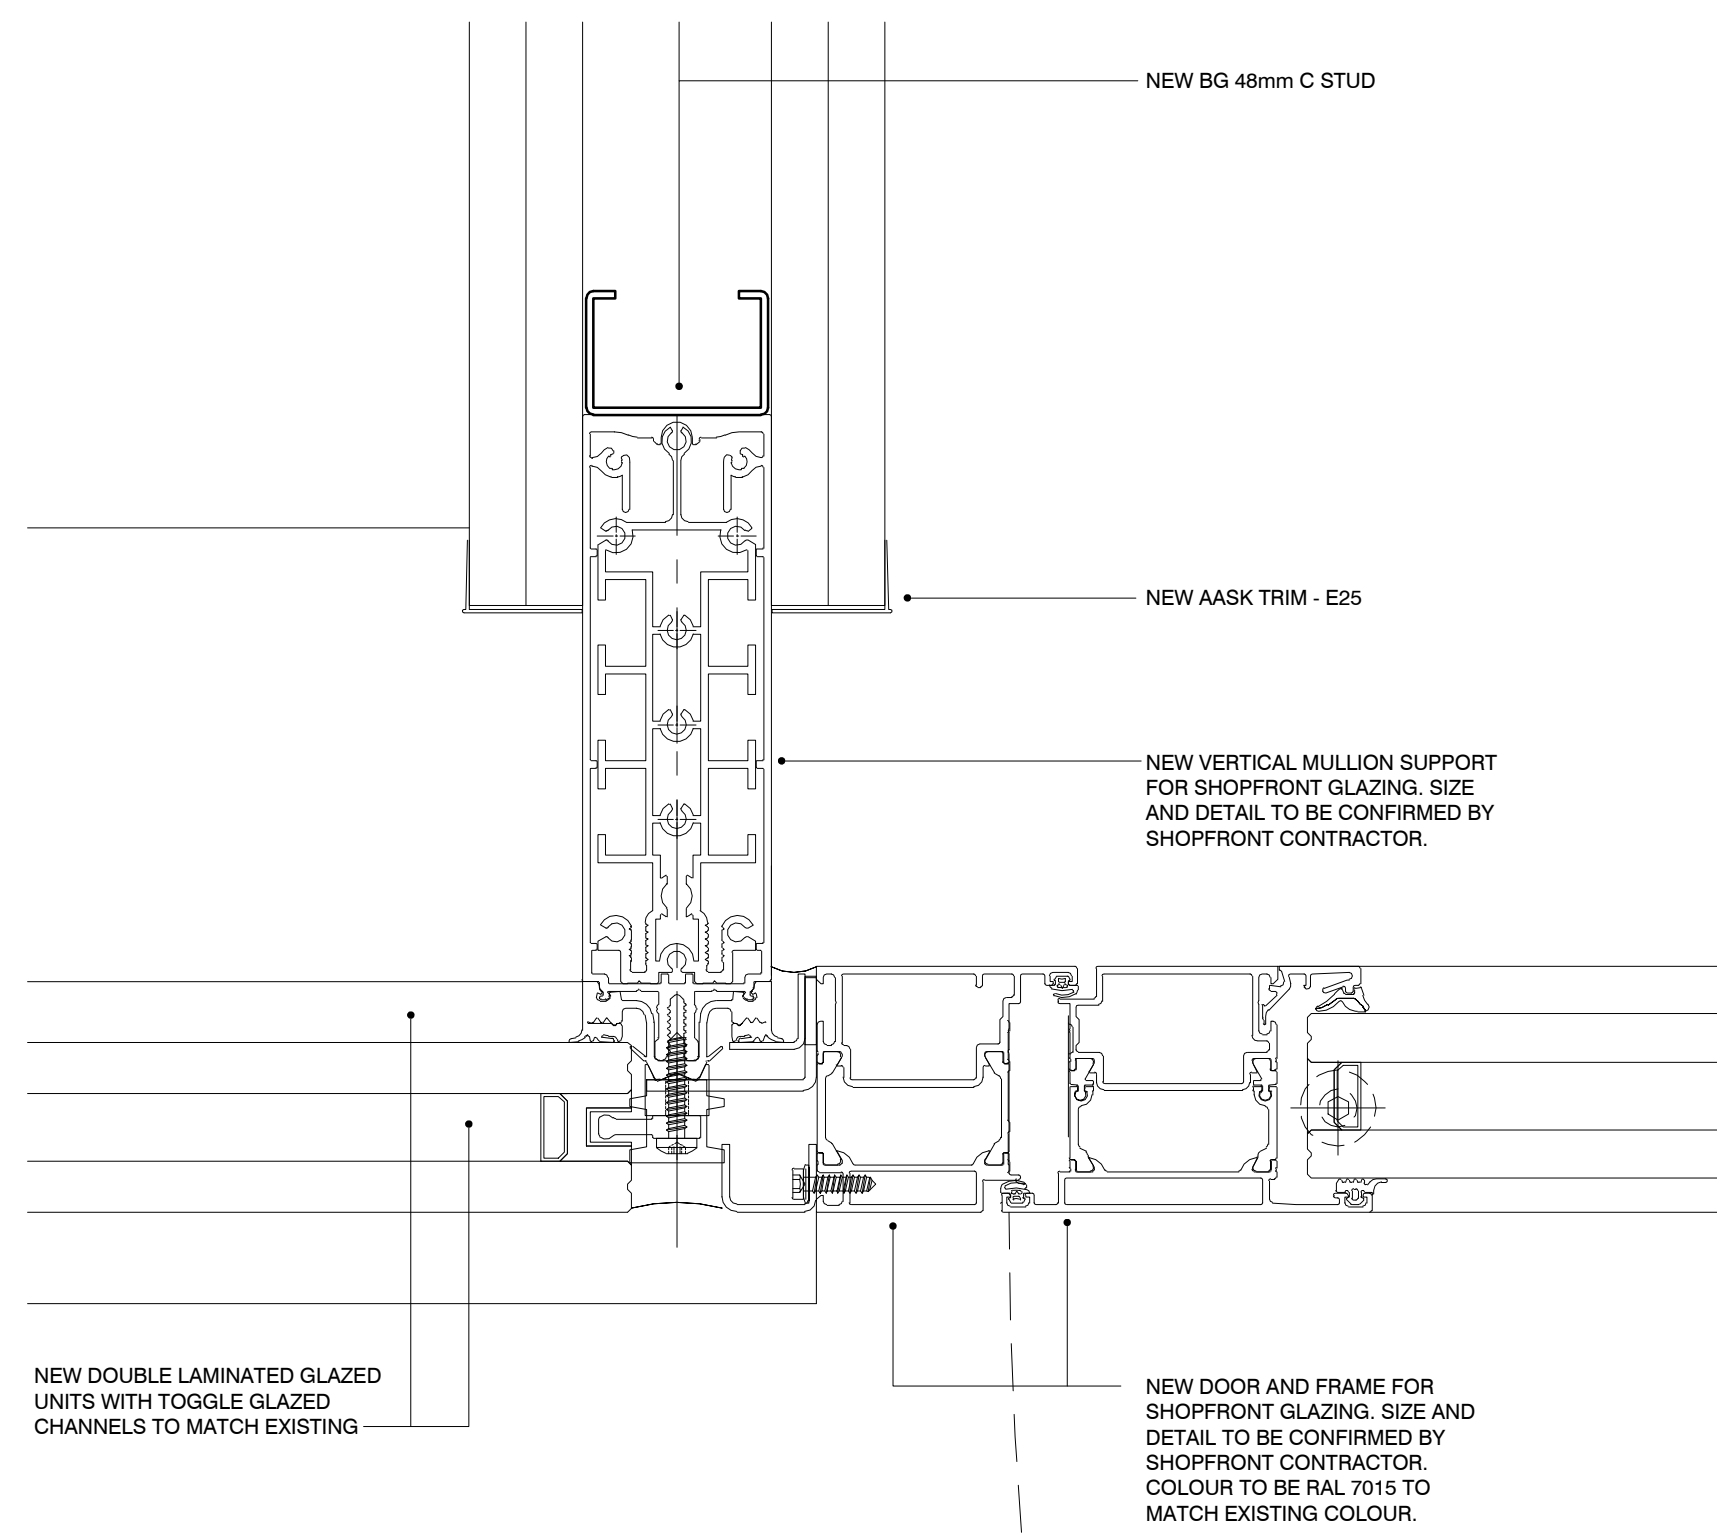 NEW BG 48mm C STUD
NEW AASK TRIM - E25
NEW VERTICAL MULLION SUPPORT
FOR SHOPFRONT GLAZING. SIZE
AND DETAIL TO BE CONFIRMED BY
SHOPFRONT CONTRACTOR.
NEW DOUBLE LAMINATED GLAZED
UNITS WITH TOGGLE GLAZED
CHANNELS TO MATCH EXISTING
NEW DOOR AND FRAME FOR
SHOPFRONT GLAZING. SIZE AND
DETAIL TO BE CONFIRMED BY
SHOPFRONT CONTRACTOR.
COLOUR TO BE RAL 7015 TO
MATCH EXISTING COLOUR.